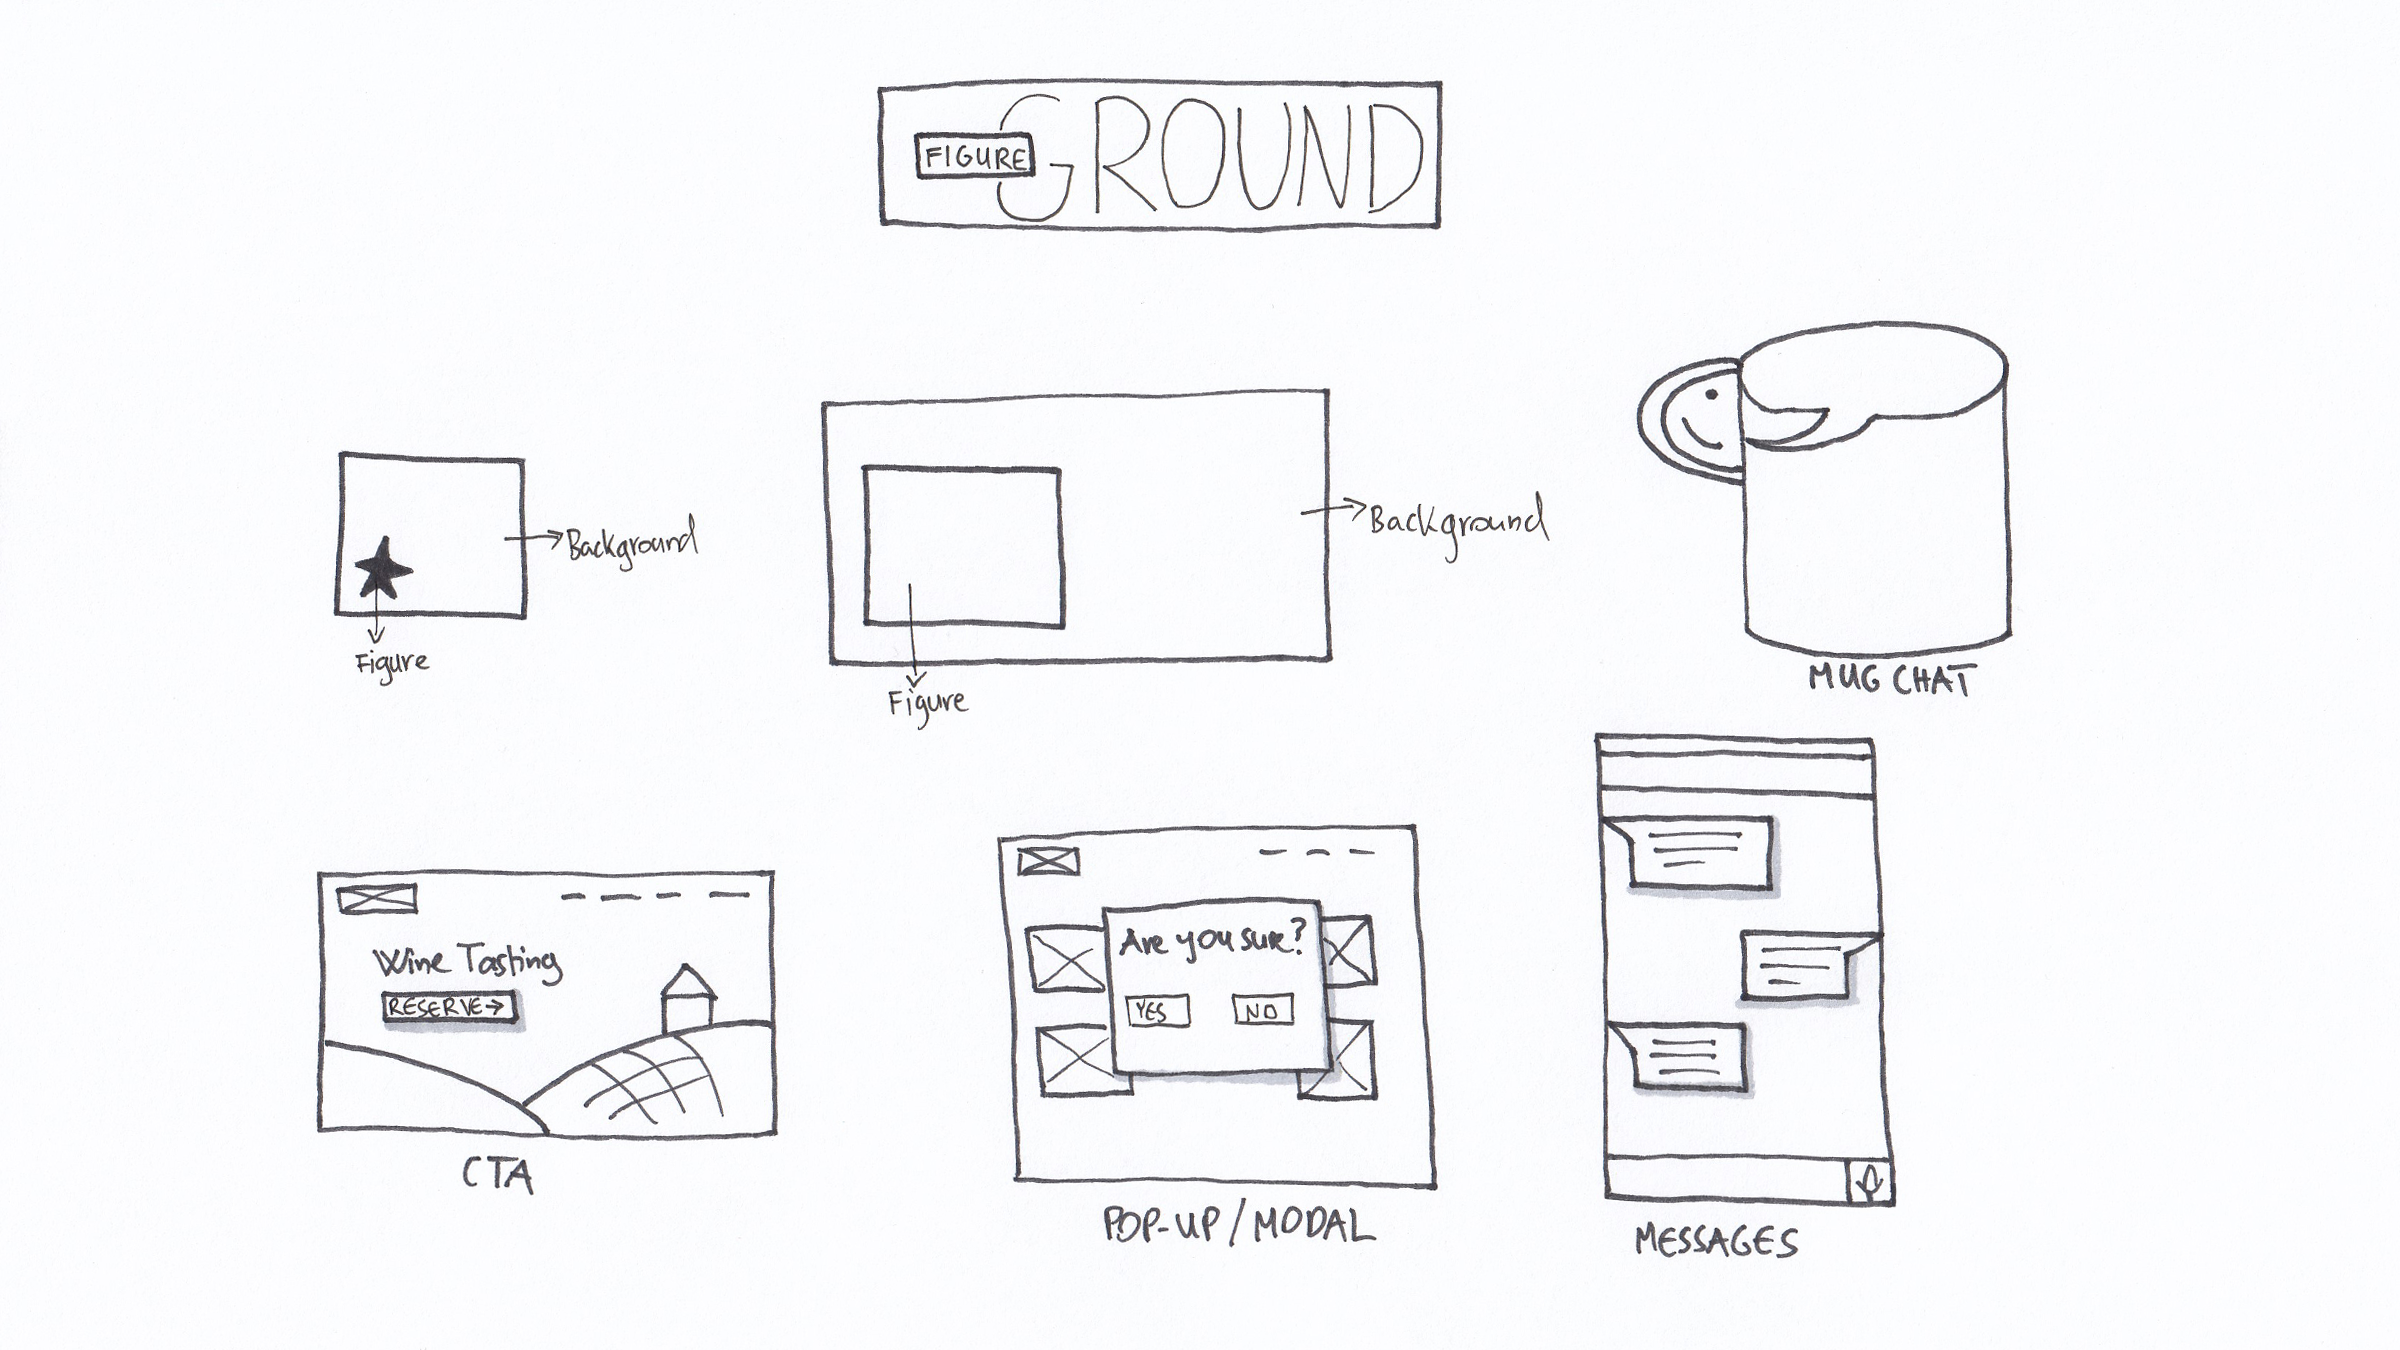 FIGURE
GROUND
Background
Figure
Background
Figure
MUG CHAT
Wine Tasting
RESERVE→
CTA
Are you sure?
YES NO
POP-UP/MODAL
MESSAGES